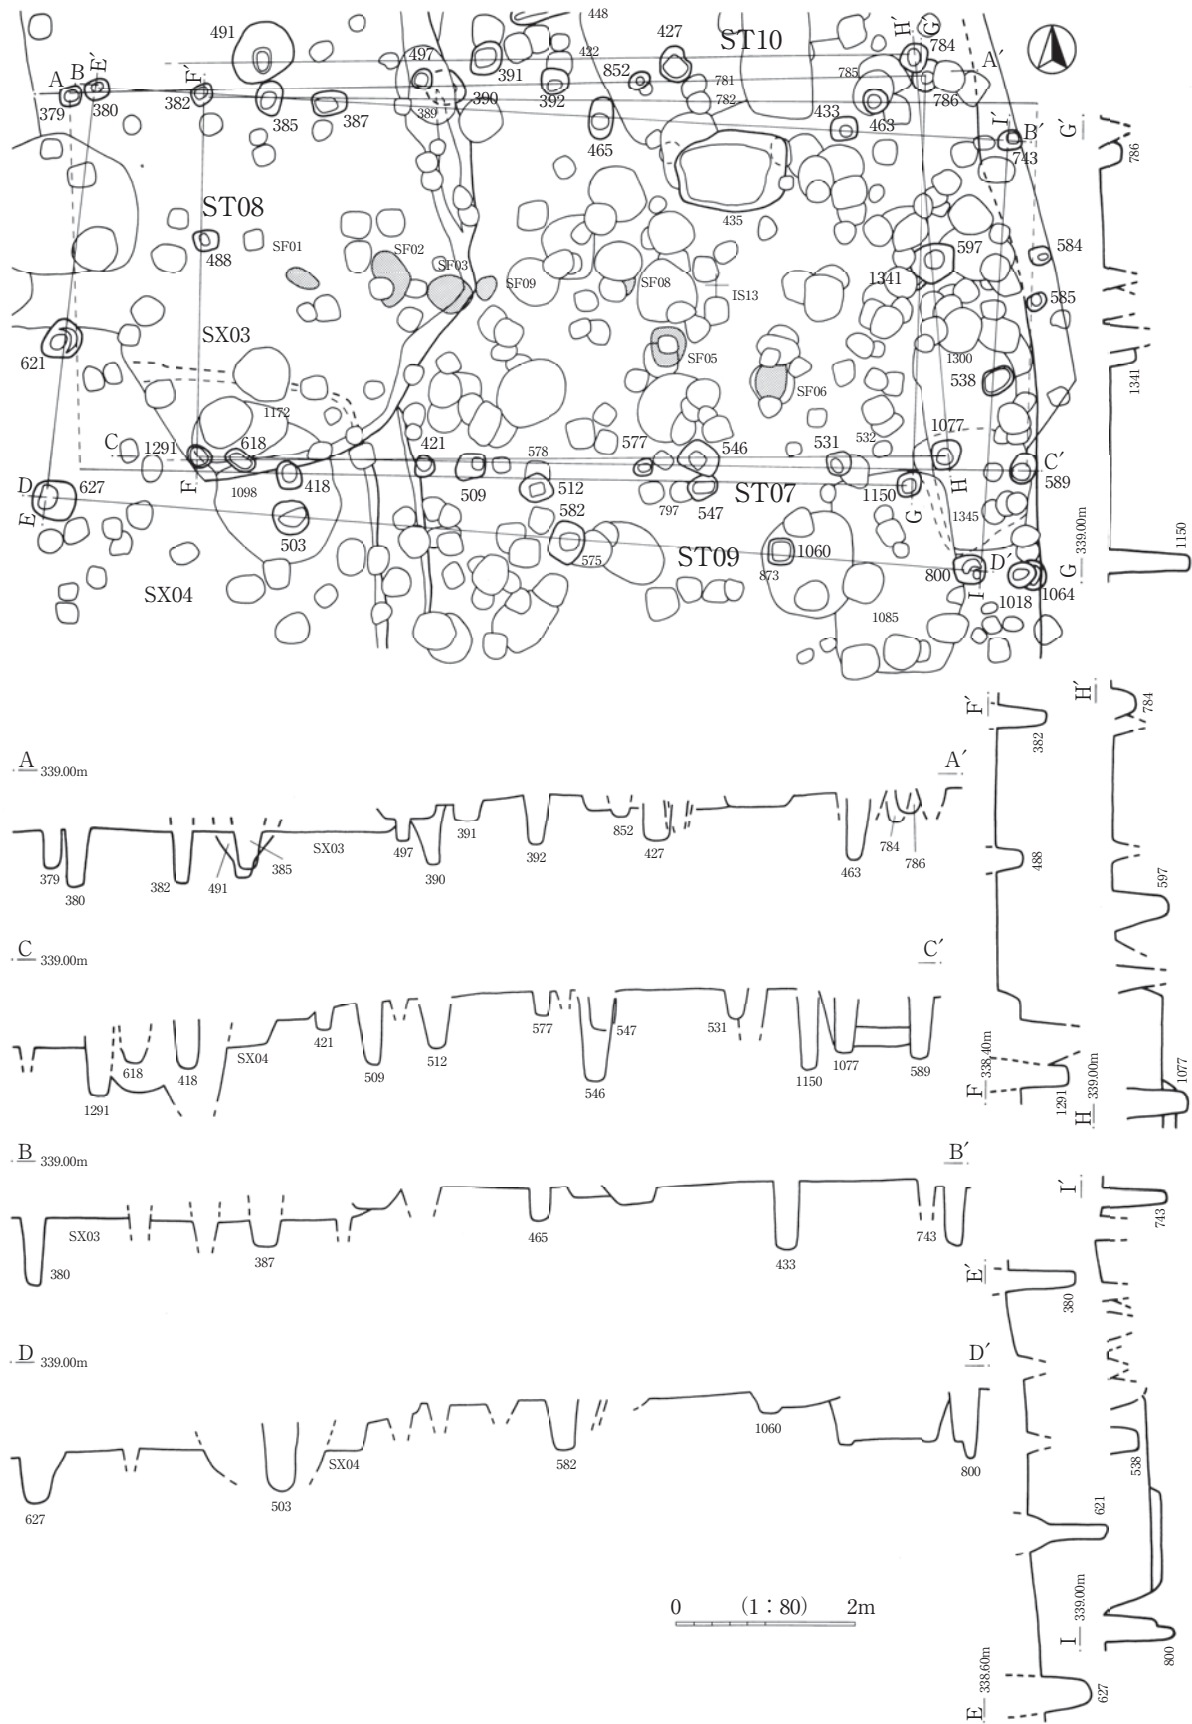 448
491
427
ST10
H′
G′
784
497
422
A
B
E′
F′
391
852
781
785
A′
379
380
382
385
387
389
390
392
782
786
465
433
463
I′
B′
743
G′
786
435
ST08
488
SF01
SF02
SF03
SF09
SF08
IS13
597
1341
584
585
SX03
621
SF05
SF06
1300
538
1341
1172
C
1291
618
421
578
577
546
531
532
1077
C′
D
627
F
1098
418
509
512
797
547
ST07
1150
G
H
589
E
503
582
575
ST09
1060
873
1345
339.00m
1150
800
D′
G
SX04
I
1018
1064
1085
F′
382
H′
784
A
339.00m
A′
379
380
382
491
385
SX03
497
390
391
392
852
427
463
784
786
488
597
C
339.00m
C′
1291
618
418
SX04
421
509
512
577
546
547
531
1150
1077
589
F
338.40m
1291
H
339.00m
1077
B
339.00m
B′
SX03
380
387
465
433
743
I′
743
E′
380
D
339.00m
D′
627
503
SX04
582
1060
800
538
621
0 (1：80) 2m
I
339.00m
800
E
338.60m
627